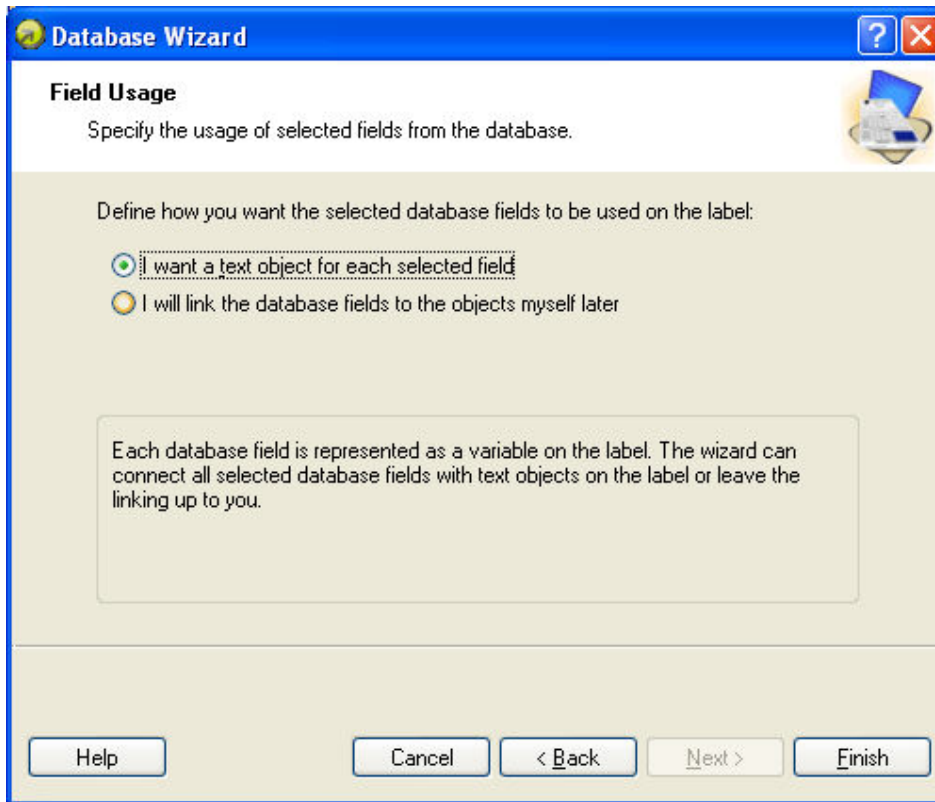 Database Wizard
Field Usage
Specify the usage of selected fields from the database.
Define how you want the selected database fields to be used on the label:
I want a text object for each selected field
I will link the database fields to the objects myself later
Each database field is represented as a variable on the label. The wizard can
connect all selected database fields with text objects on the label or leave the
linking up to you.
Help
Cancel
< Back
Next >
Finish